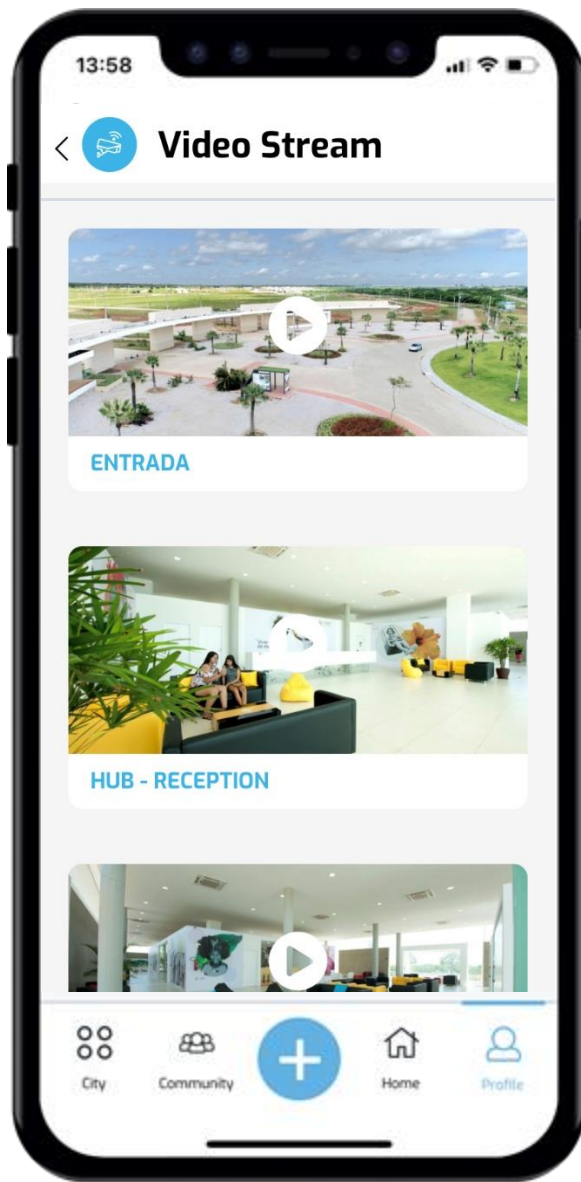 13:58
Video Stream
ENTRADA
HUB - RECEPTION
City
Community
Home
Profile